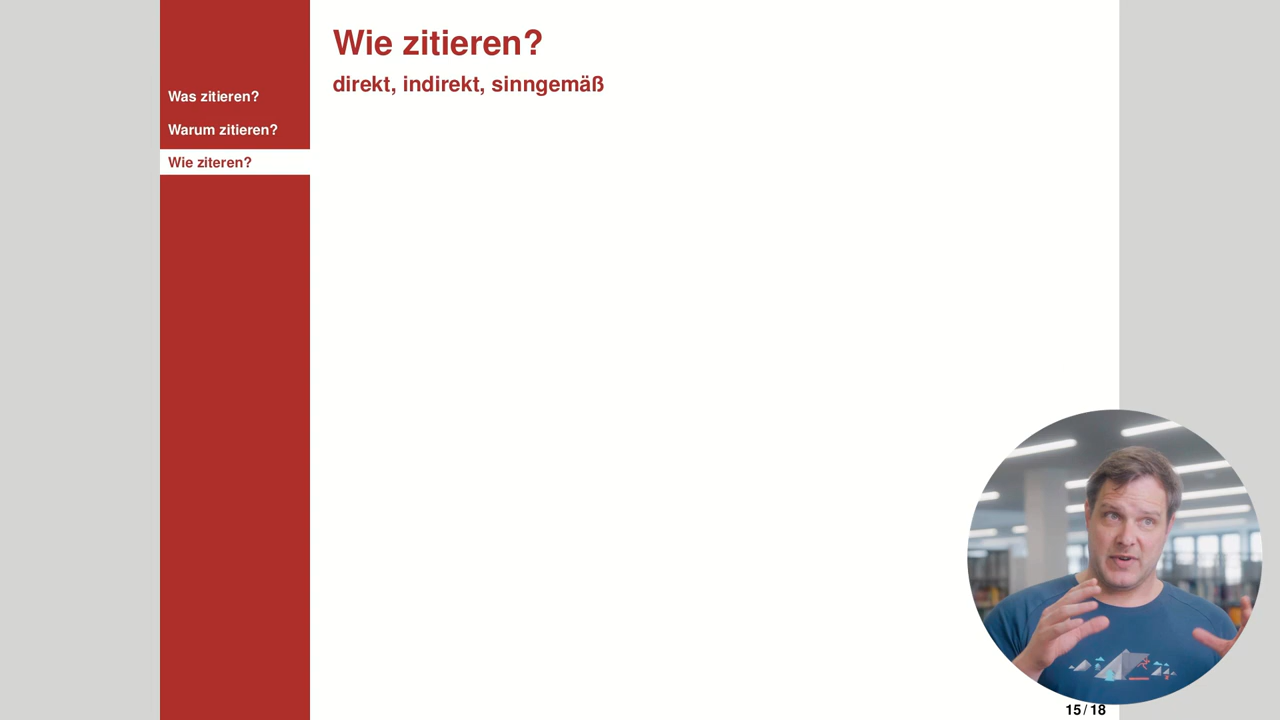 Was zitieren?
Warum zitieren?
Wie ziteren?
Wie zitieren?
direkt, indirekt, sinngemäß
15 / 18